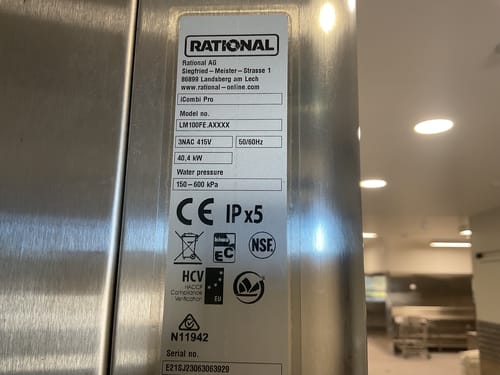 RATIONAL
Rational AG
Siegfried-Meister-Strasse 1
86899 Landsberg am Lech
www.rational-online.com
iCombi Pro
Model no.
LM100FE.AXXXX
3NAC 415V 50/60Hz
40,4 kW
Water pressure
150-600 kPa
CE IPx5
EC NSF.
HCV
HACCP
Compliance
Verification
EU
N11942
Serial no.
E21SJ23063063929